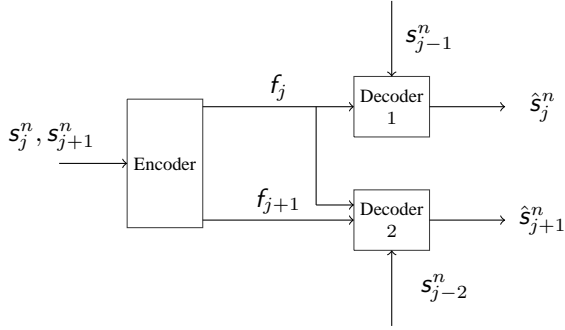 s_{j-1}^n
f_j
Decoder
1
ŝ_j^n
s_j^n, s_{j+1}^n
Encoder
f_{j+1}
Decoder
2
ŝ_{j+1}^n
s_{j-2}^n